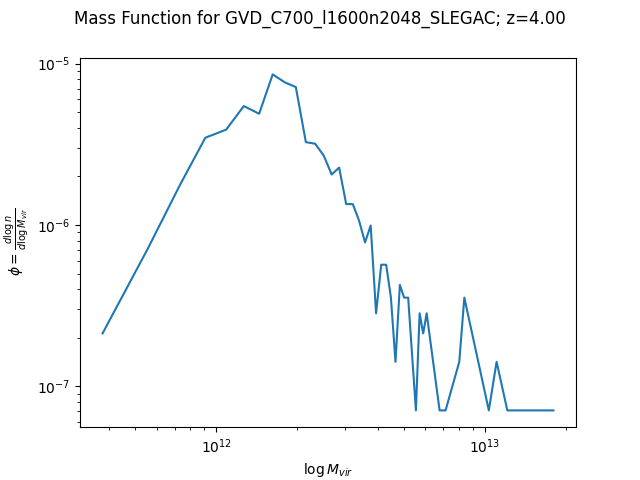 Mass Function for GVD_C700_l1600n2048_SLEGAC; z=4.00
10⁻⁵
10⁻⁶
10⁻⁷
ϕ = d log n / d log M_vir
10¹²
10¹³
log M_vir